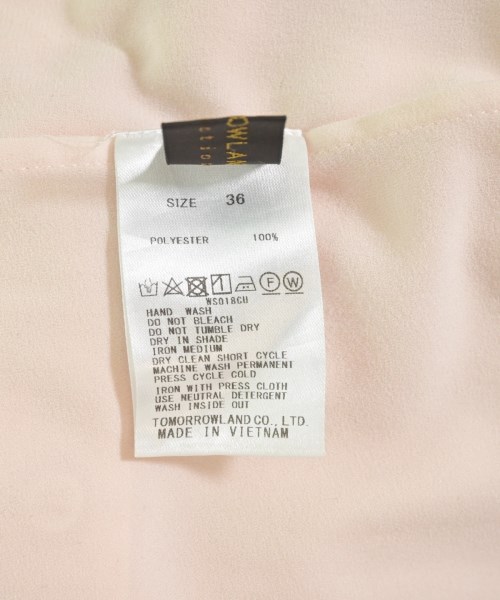 SIZE 36
POLYESTER 100%
F W
WS018CU
HAND WASH
DO NOT BLEACH
DO NOT TUMBLE DRY
DRY IN SHADE
IRON MEDIUM
DRY CLEAN SHORT CYCLE
MACHINE WASH PERMANENT
PRESS CYCLE COLD
IRON WITH PRESS CLOTH
USE NEUTRAL DETERGENT
WASH INSIDE OUT
TOMORROWLAND CO., LTD.
MADE IN VIETNAM